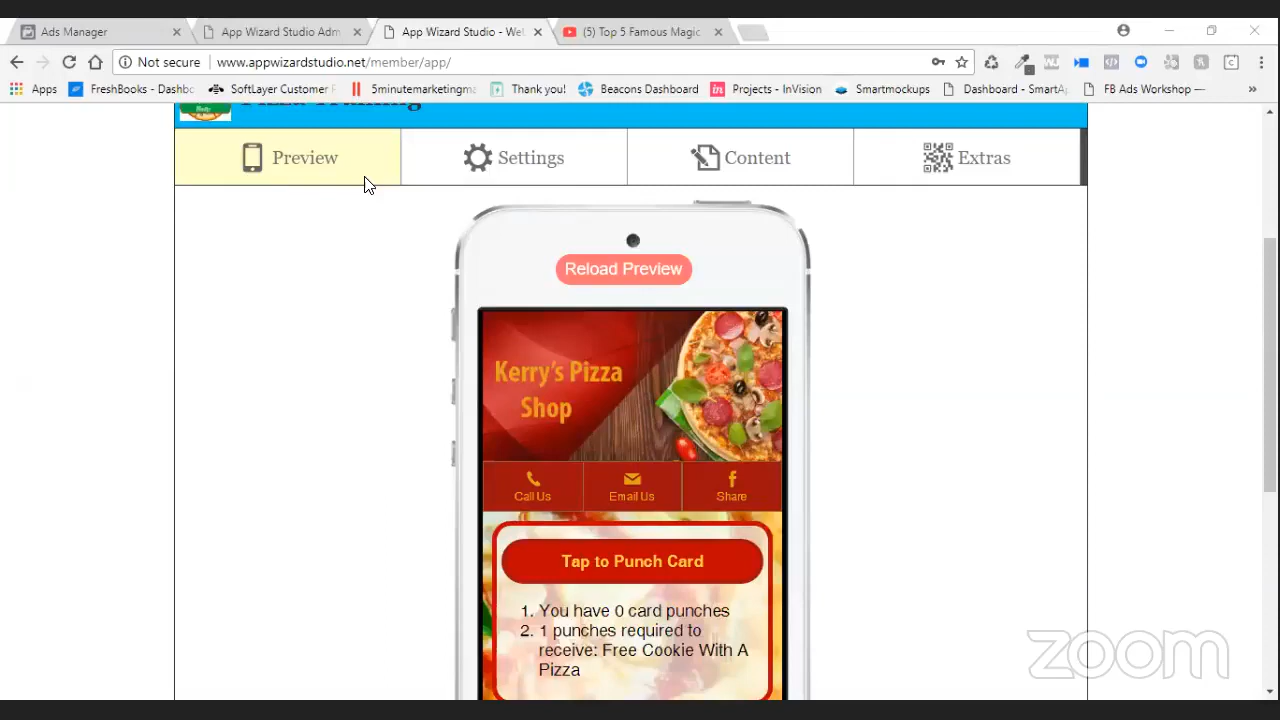 Ads Manager
App Wizard Studio Adm
App Wizard Studio - Wel
(5) Top 5 Famous Magic
Not secure
www.appwizardstudio.net/member/app/
Apps
FreshBooks - Dashbo
SoftLayer Customer P
5minutemarketingma
Thank you!
Beacons Dashboard
Projects - InVision
Smartmockups
Dashboard - SmartA
FB Ads Workshop —
»
Pizza Training
Preview
Settings
Content
Extras
Reload Preview
Kerry's Pizza
Shop
Call Us
Email Us
Share
Tap to Punch Card
1. You have 0 card punches
2. 1 punches required to
receive: Free Cookie With A
Pizza
zoom